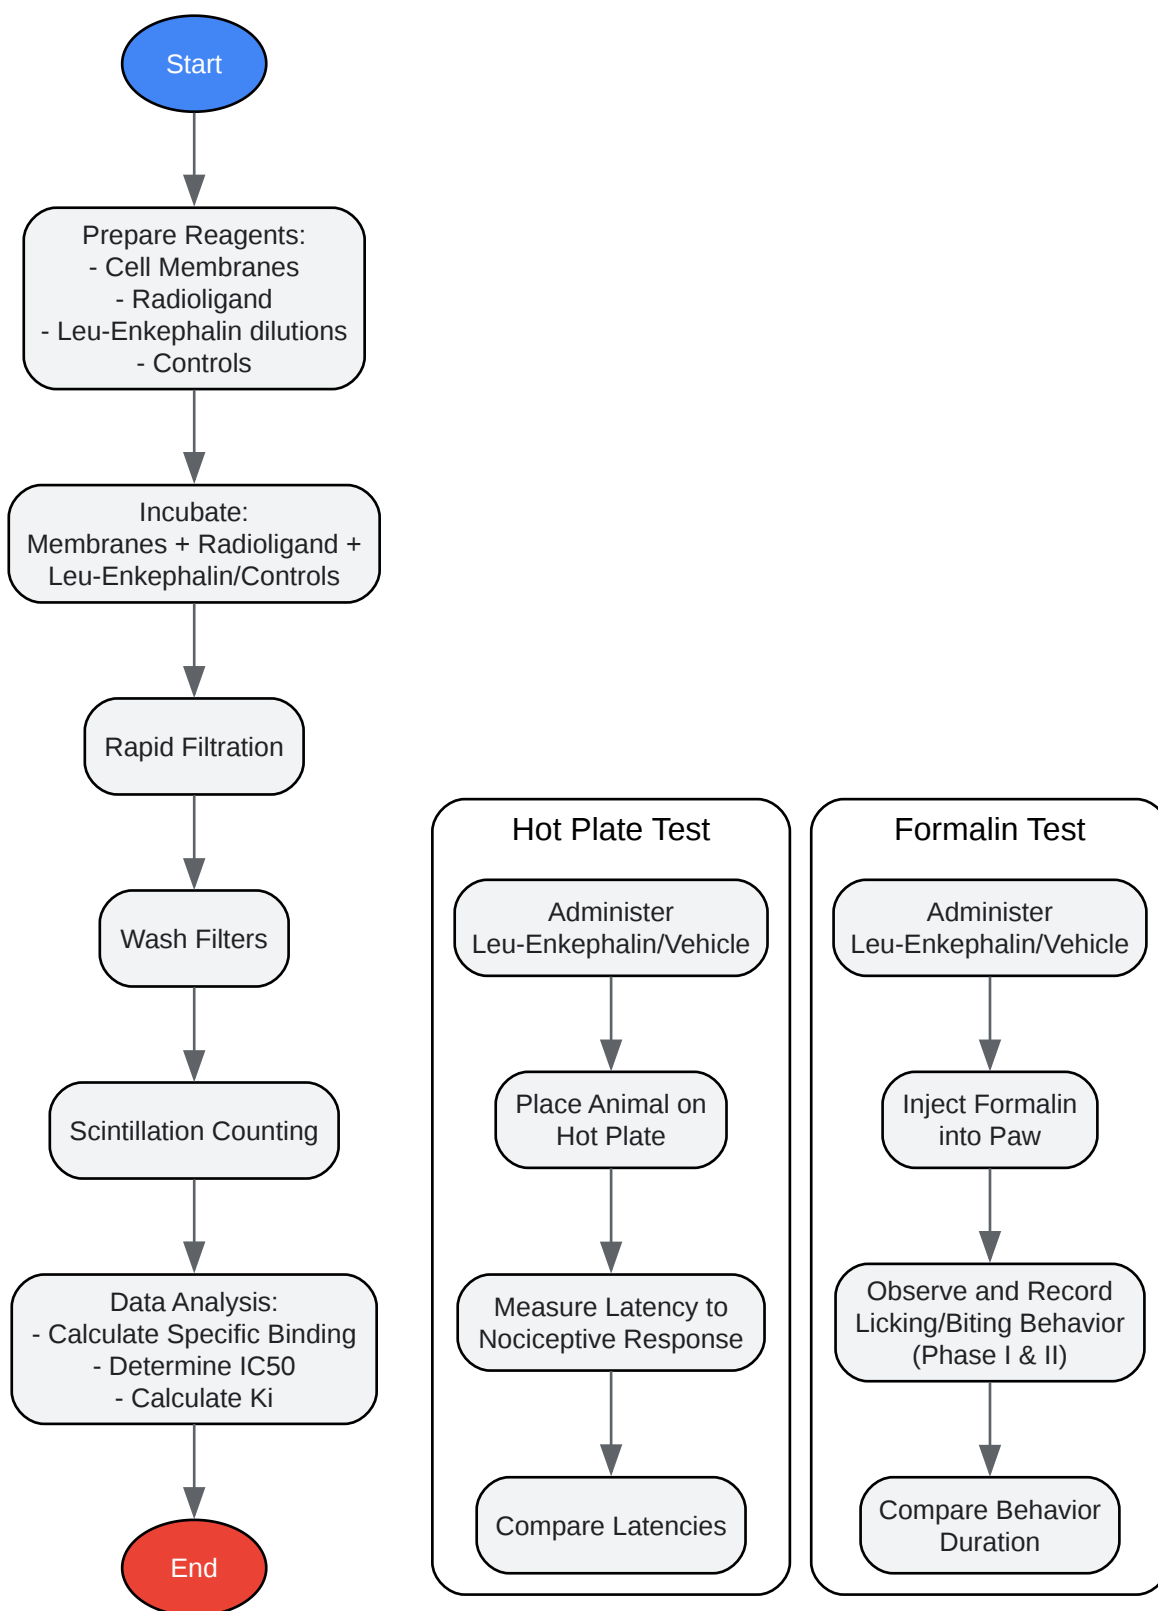 Start
Prepare Reagents:
- Cell Membranes
- Radioligand
- Leu-Enkephalin dilutions
- Controls
Incubate:
Membranes + Radioligand +
Leu-Enkephalin/Controls
Rapid Filtration
Wash Filters
Scintillation Counting
Data Analysis:
- Calculate Specific Binding
- Determine IC50
- Calculate Ki
End
Hot Plate Test
Administer
Leu-Enkephalin/Vehicle
Place Animal on
Hot Plate
Measure Latency to
Nociceptive Response
Compare Latencies
Formalin Test
Administer
Leu-Enkephalin/Vehicle
Inject Formalin
into Paw
Observe and Record
Licking/Biting Behavior
(Phase I & II)
Compare Behavior
Duration